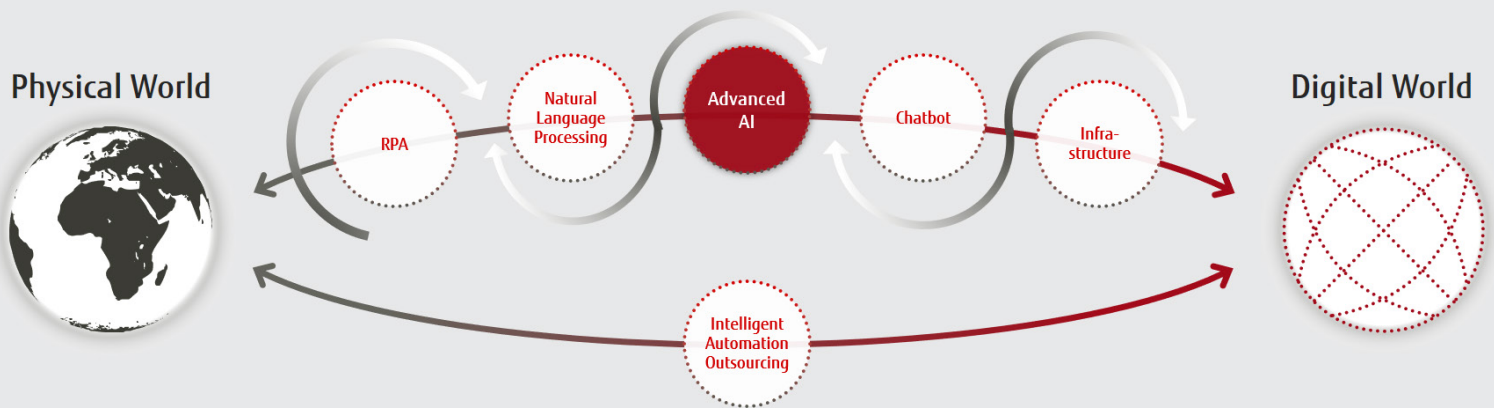 Physical World
RPA
Natural
Language
Processing
Advanced
AI
Chatbot
Infra-
structure
Digital World
Intelligent
Automation
Outsourcing